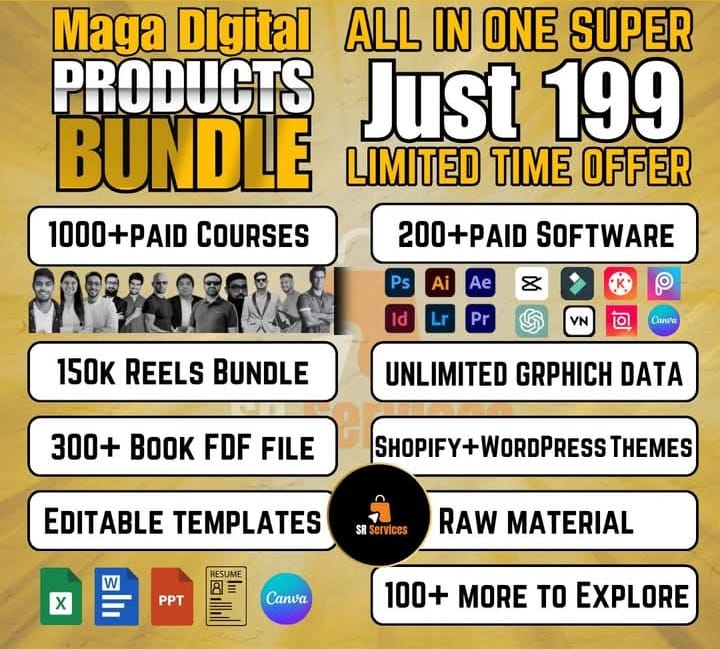 Maga DIgital
PRODUCTS
BUNDLE
ALL IN ONE SUPER
Just 199
LIMITED TIME OFFER
1000+PAID COURSES
200+PAID SOFTWARE
Ps Ai Ae
Id Lr Pr VN Canva
150K REELS BUNDLE
UNLIMITED GRPHICH DATA
300+ BOOK FDF FILE
SHOPIFY+WORDPRESS THEMES
EDITABLE TEMPLATES
SR Services
RAW MATERIAL
X W PPT RESUME Canva
100+ MORE TO EXPLORE